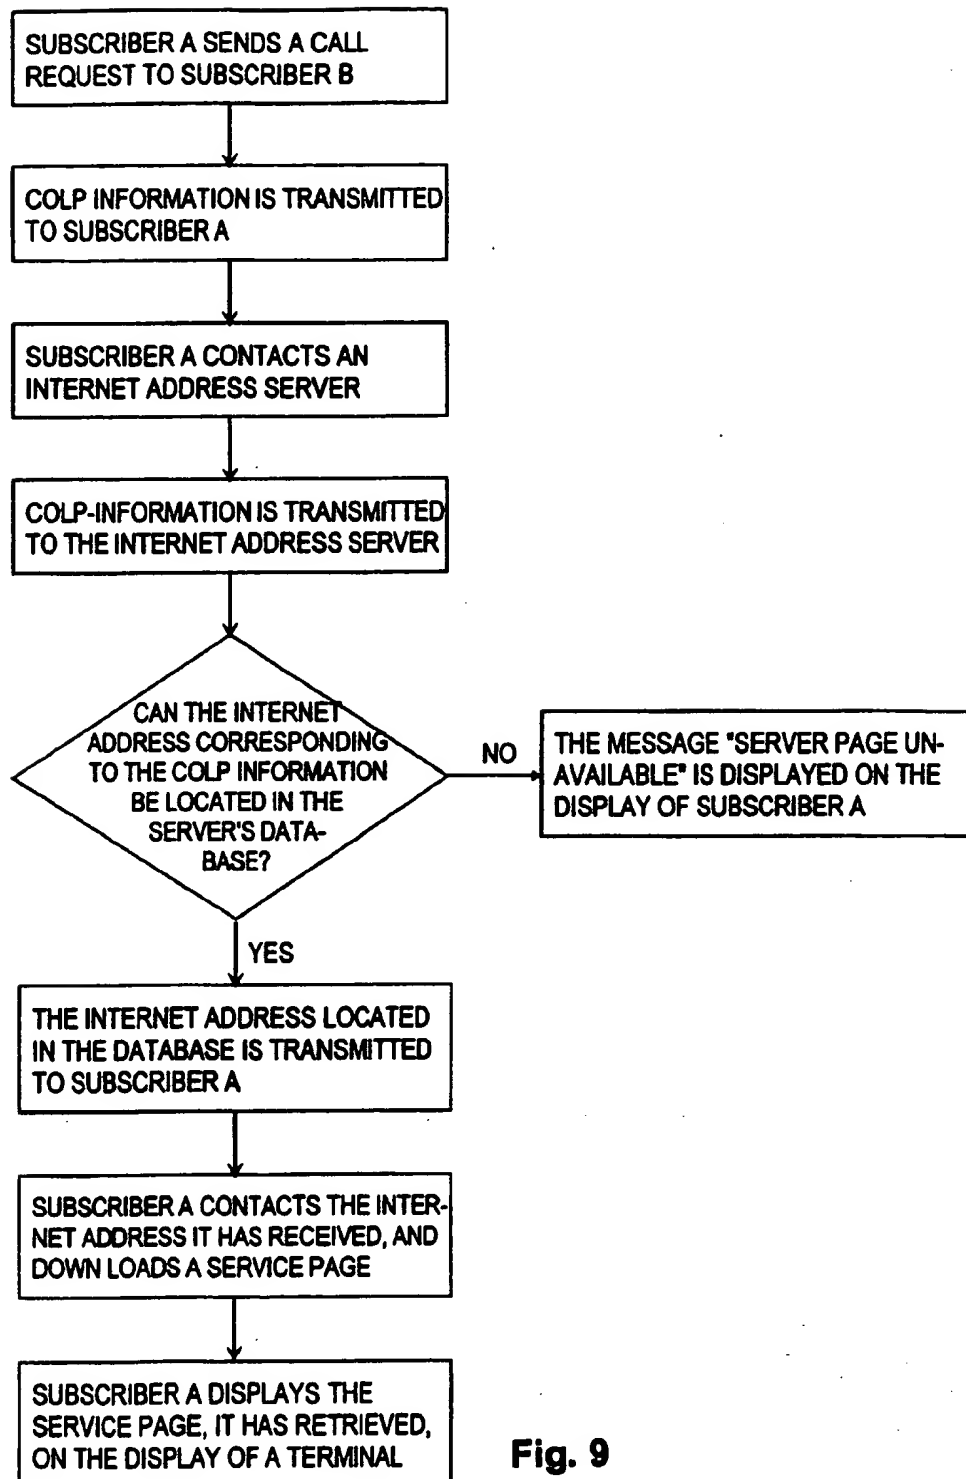 SUBSCRIBER A SENDS A CALL
REQUEST TO SUBSCRIBER B
COLP INFORMATION IS TRANSMITTED
TO SUBSCRIBER A
SUBSCRIBER A CONTACTS AN
INTERNET ADDRESS SERVER
COLP-INFORMATION IS TRANSMITTED
TO THE INTERNET ADDRESS SERVER
CAN THE INTERNET
ADDRESS CORRESPONDING
TO THE COLP INFORMATION
BE LOCATED IN THE
SERVER'S DATA-
BASE?
NO
THE MESSAGE "SERVER PAGE UN-
AVAILABLE" IS DISPLAYED ON THE
DISPLAY OF SUBSCRIBER A
YES
THE INTERNET ADDRESS LOCATED
IN THE DATABASE IS TRANSMITTED
TO SUBSCRIBER A
SUBSCRIBER A CONTACTS THE INTER-
NET ADDRESS IT HAS RECEIVED, AND
DOWN LOADS A SERVICE PAGE
SUBSCRIBER A DISPLAYS THE
SERVICE PAGE, IT HAS RETRIEVED,
ON THE DISPLAY OF A TERMINAL
Fig. 9